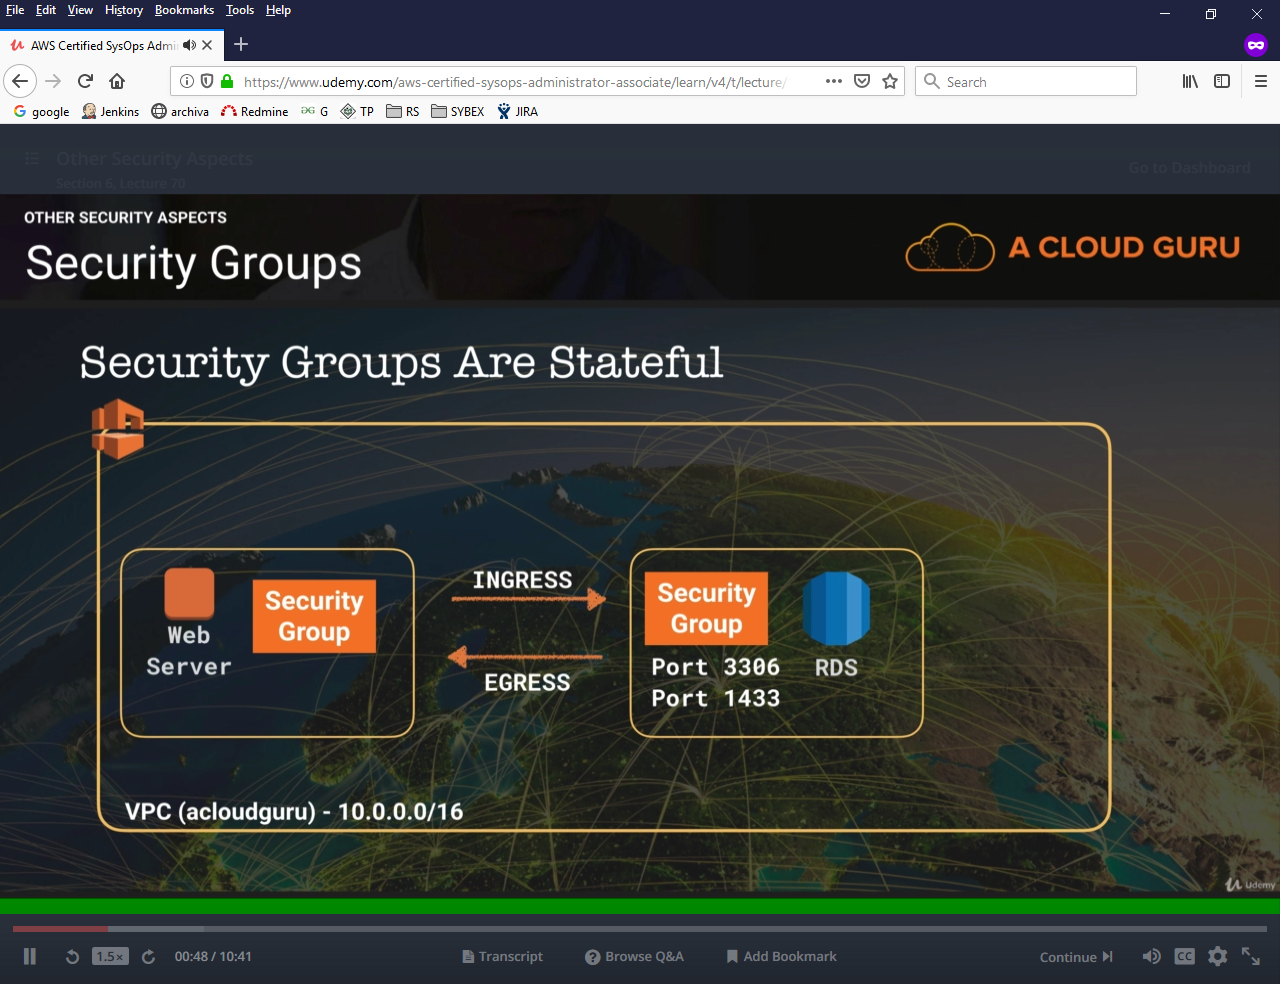 File Edit View History Bookmarks Tools Help
AWS Certified SysOps Admi
https://www.udemy.com/aws-certified-sysops-administrator-associate/learn/v4/t/lecture/
Search
google Jenkins archiva Redmine G TP RS SYBEX JIRA
Other Security Aspects
Section 6, Lecture 70
Go to Dashboard
OTHER SECURITY ASPECTS
Security Groups
A CLOUD GURU
Security Groups Are Stateful
Web
Server
Security
Group
INGRESS
EGRESS
Security
Group
Port 3306
Port 1433
RDS
VPC (acloudguru) - 10.0.0.0/16
Udemy
1.5x
00:48 / 10:41
Transcript
Browse Q&A
Add Bookmark
Continue
CC